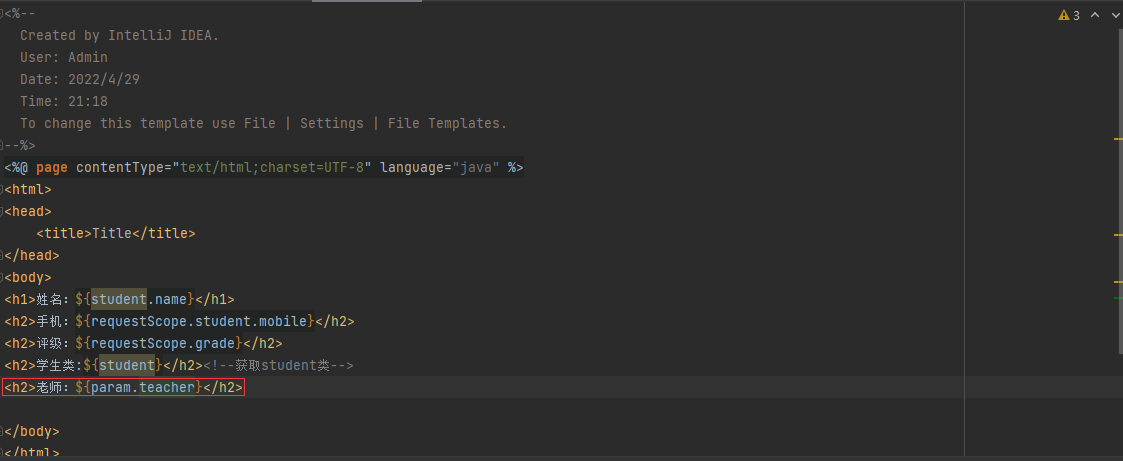 <%--
  Created by IntelliJ IDEA.
  User: Admin
  Date: 2022/4/29
  Time: 21:18
  To change this template use File | Settings | File Templates.
--%>
<%@ page contentType="text/html;charset=UTF-8" language="java" %>
<html>
<head>
    <title>Title</title>
</head>
<body>
<h1>姓名：${student.name}</h1>
<h2>手机：${requestScope.student.mobile}</h2>
<h2>评级：${requestScope.grade}</h2>
<h2>学生类:${student}</h2><!--获取student类-->
<h2>老师：${param.teacher}</h2>

</body>
</html>
3